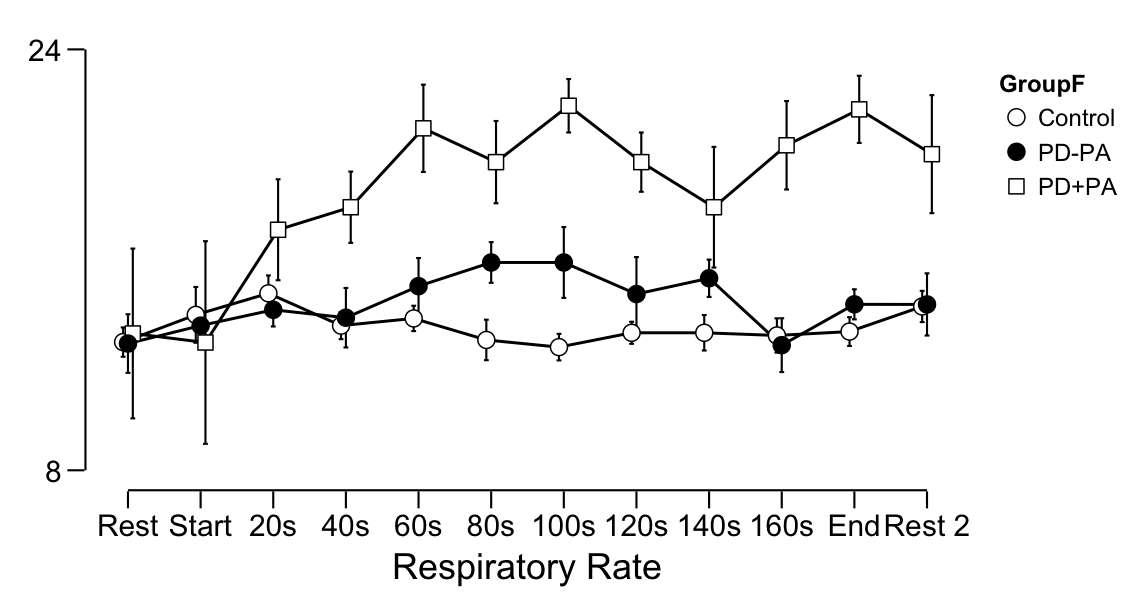 24
8
GroupF
Control
PD-PA
PD+PA
Rest Start 20s 40s 60s 80s 100s 120s 140s 160s End Rest 2
Respiratory Rate